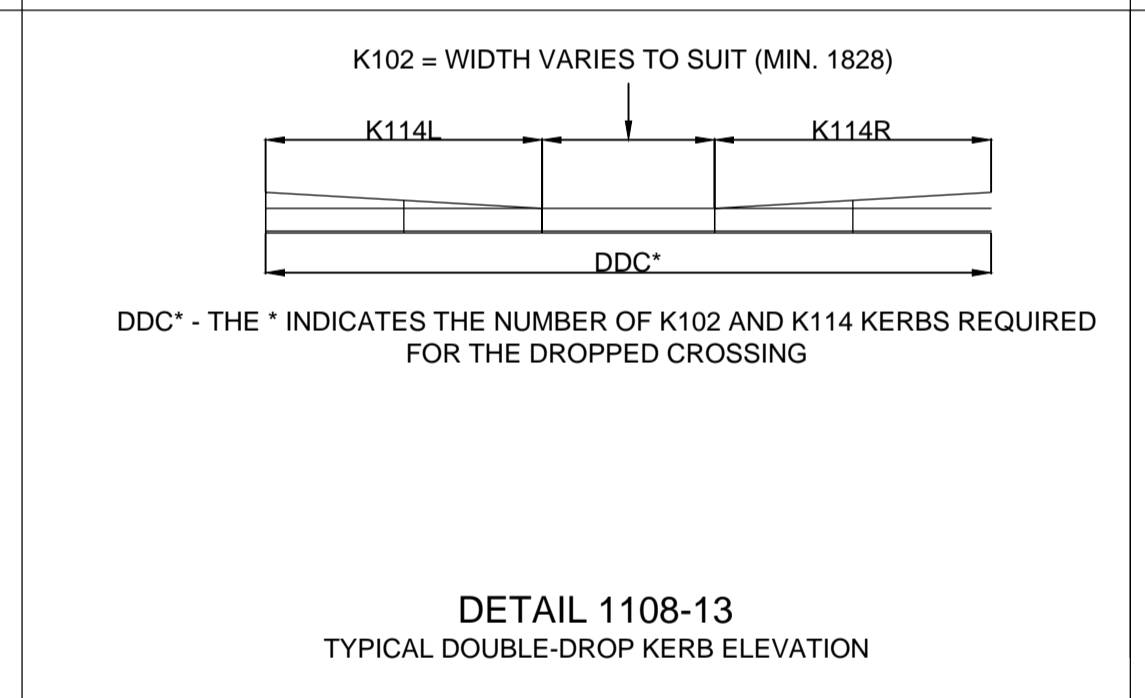 K102 = WIDTH VARIES TO SUIT (MIN. 1828)
K114L
K114R
DDC*
DDC* - THE * INDICATES THE NUMBER OF K102 AND K114 KERBS REQUIRED
FOR THE DROPPED CROSSING
DETAIL 1108-13
TYPICAL DOUBLE-DROP KERB ELEVATION